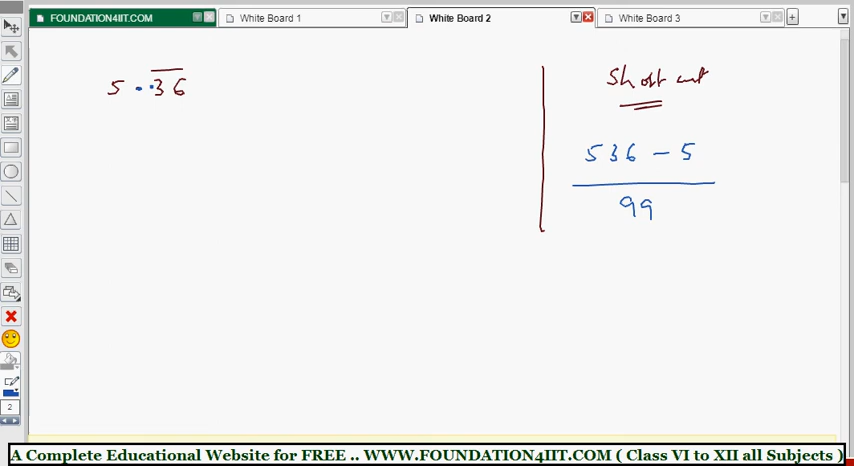 FOUNDATION4IIT.COM White Board 1 White Board 2 White Board 3
5.36
Short cut
536 - 5
99
2
A Complete Educational Website for FREE .. WWW.FOUNDATION4IIT.COM ( Class VI to XII all Subjects )